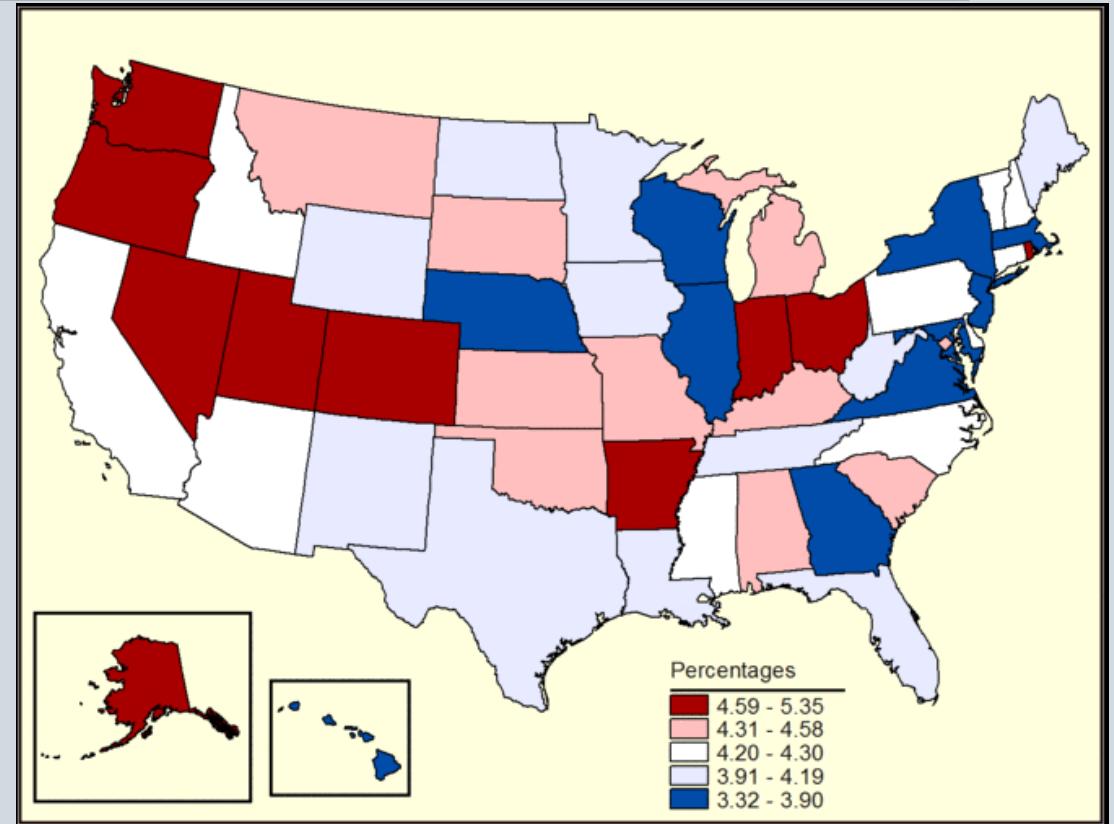 Percentages
4.59 - 5.35
4.31 - 4.58
4.20 - 4.30
3.91 - 4.19
3.32 - 3.90